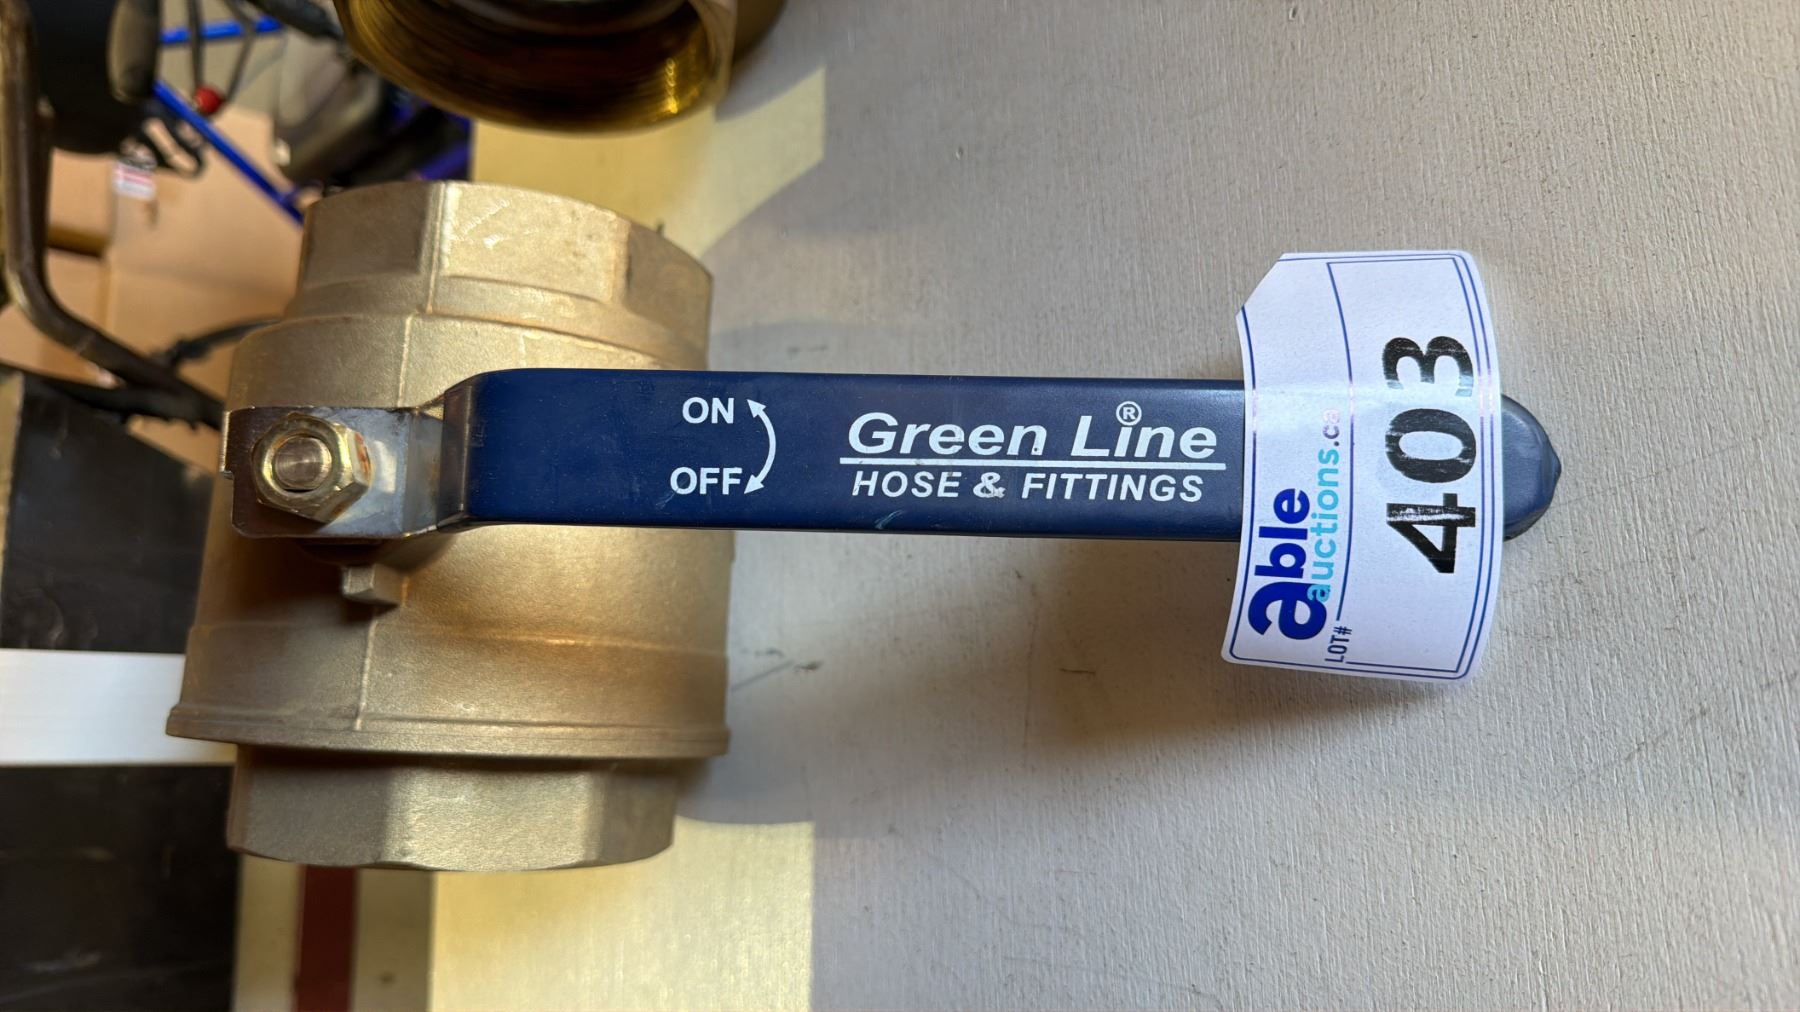 ON
OFF
Green Line®
HOSE & FITTINGS
able
auctions.ca
LOT#
403